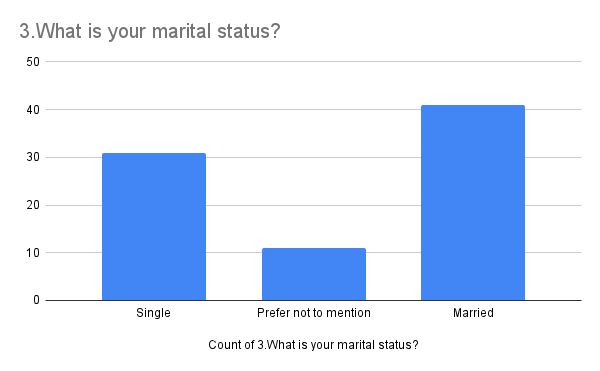 3.What is your marital status?
50
40
30
20
10
0
Single
Prefer not to mention
Married
Count of 3.What is your marital status?